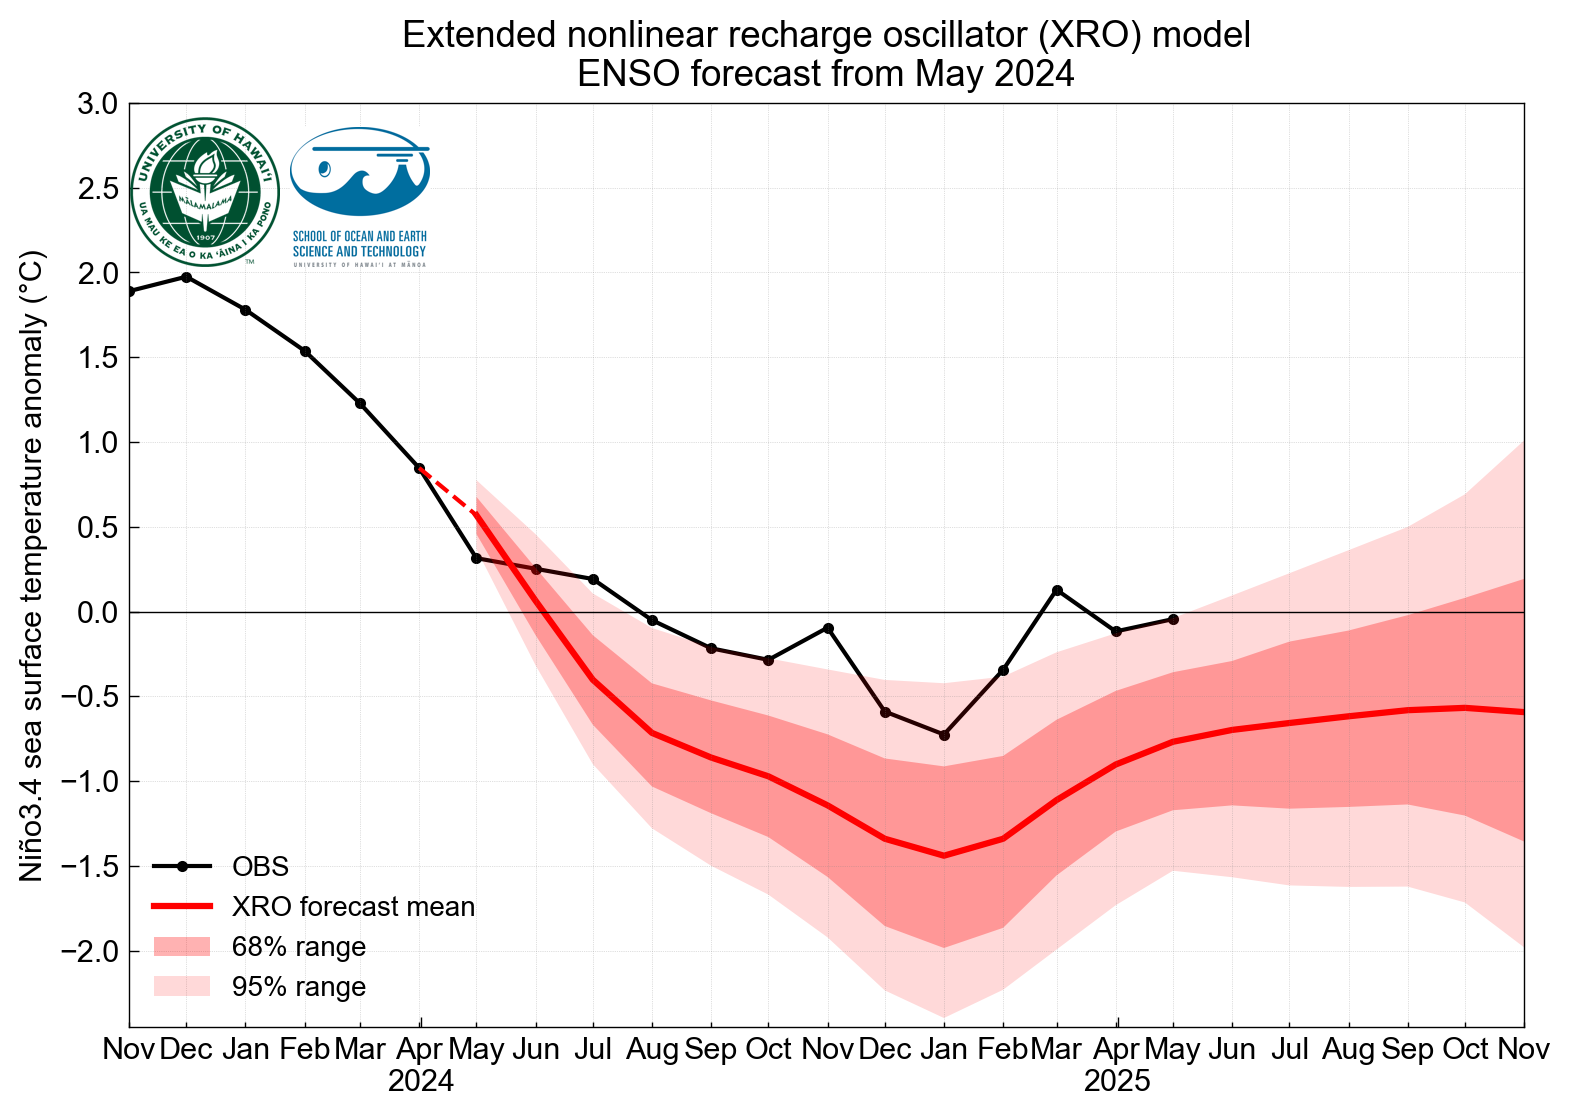 Extended nonlinear recharge oscillator (XRO) model
ENSO forecast from May 2024
UNIVERSITY OF HAWAI‘I
MĀLAMALAMA
1907
UA MAU KE EA O KA ‘ĀINA I KA PONO
TM
SCHOOL OF OCEAN AND EARTH
SCIENCE AND TECHNOLOGY
UNIVERSITY OF HAWAI‘I AT MĀNOA
Niño3.4 sea surface temperature anomaly (°C)
3.0
2.5
2.0
1.5
1.0
0.5
0.0
−0.5
−1.0
−1.5
−2.0
OBS
XRO forecast mean
68% range
95% range
Nov Dec Jan Feb Mar Apr May Jun Jul Aug Sep Oct Nov Dec Jan Feb Mar Apr May Jun Jul Aug Sep Oct Nov
2024 2025